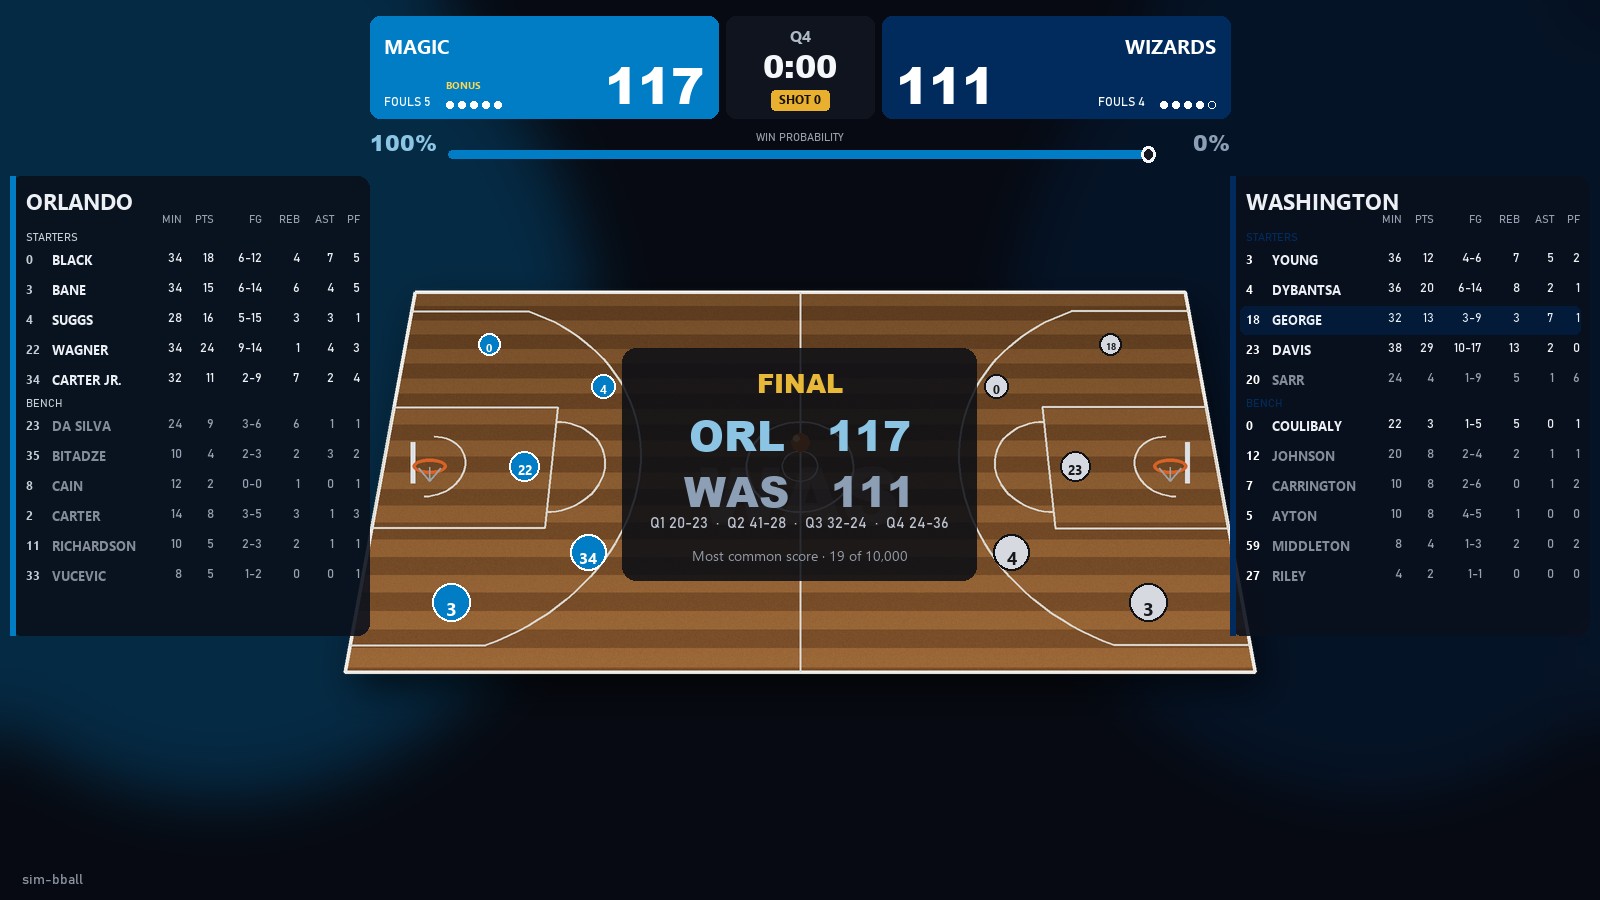 MAGIC
FOULS 5
BONUS
117
Q4
0:00
SHOT 0
WIZARDS
111
FOULS 4
100%
WIN PROBABILITY
0%
ORLANDO
MIN PTS FG REB AST PF
STARTERS
0 BLACK 34 18 6-12 4 7 5
3 BANE 34 15 6-14 6 4 5
4 SUGGS 28 16 5-15 3 3 1
22 WAGNER 34 24 9-14 1 4 3
34 CARTER JR. 32 11 2-9 7 2 4
BENCH
23 DA SILVA 24 9 3-6 6 1 1
35 BITADZE 10 4 2-3 2 3 2
8 CAIN 12 2 0-0 1 0 1
2 CARTER 14 8 3-5 3 1 3
11 RICHARDSON 10 5 2-3 2 1 1
33 VUCEVIC 8 5 1-2 0 0 1
0
4
22
34
3
FINAL
ORL 117
WAS 111
Q1 20-23 · Q2 41-28 · Q3 32-24 · Q4 24-36
Most common score · 19 of 10,000
18
0
23
4
3
WASHINGTON
MIN PTS FG REB AST PF
STARTERS
3 YOUNG 36 12 4-6 7 5 2
4 DYBANTSA 36 20 6-14 8 2 1
18 GEORGE 32 13 3-9 3 7 1
23 DAVIS 38 29 10-17 13 2 0
20 SARR 24 4 1-9 5 1 6
BENCH
0 COULIBALY 22 3 1-5 5 0 1
12 JOHNSON 20 8 2-4 2 1 1
7 CARRINGTON 10 8 2-6 0 1 2
5 AYTON 10 8 4-5 1 0 0
59 MIDDLETON 8 4 1-3 2 0 2
27 RILEY 4 2 1-1 0 0 0
sim-bball